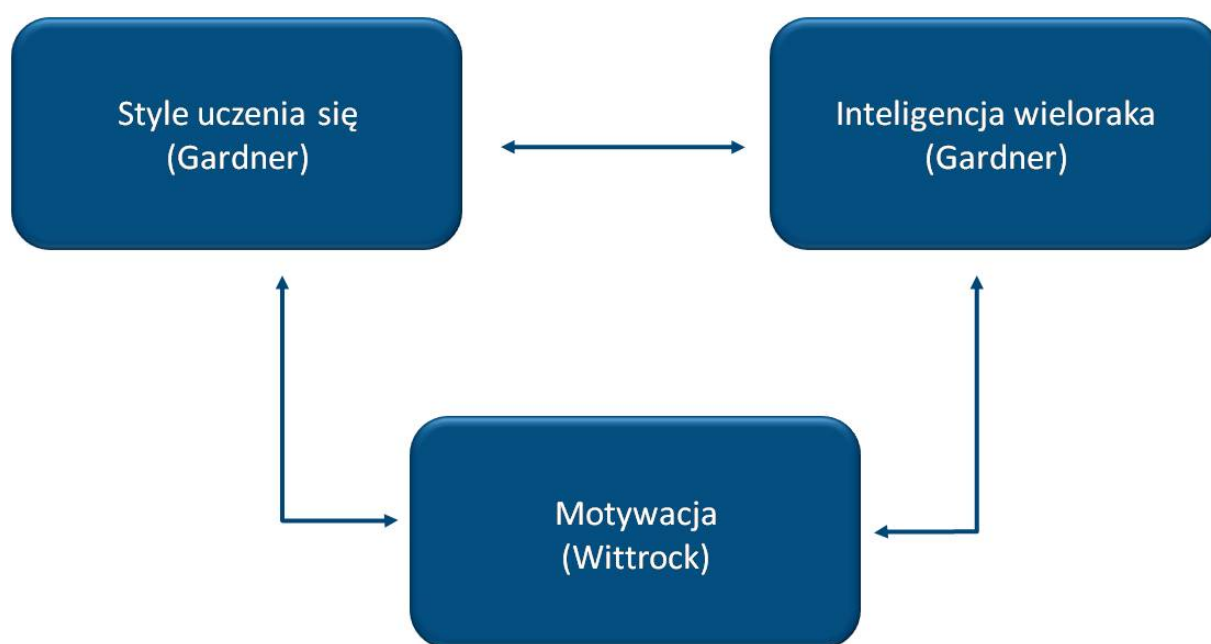 Style uczenia się
(Gardner)
Inteligencja wieloraka
(Gardner)
Motywacja
(Wittrock)